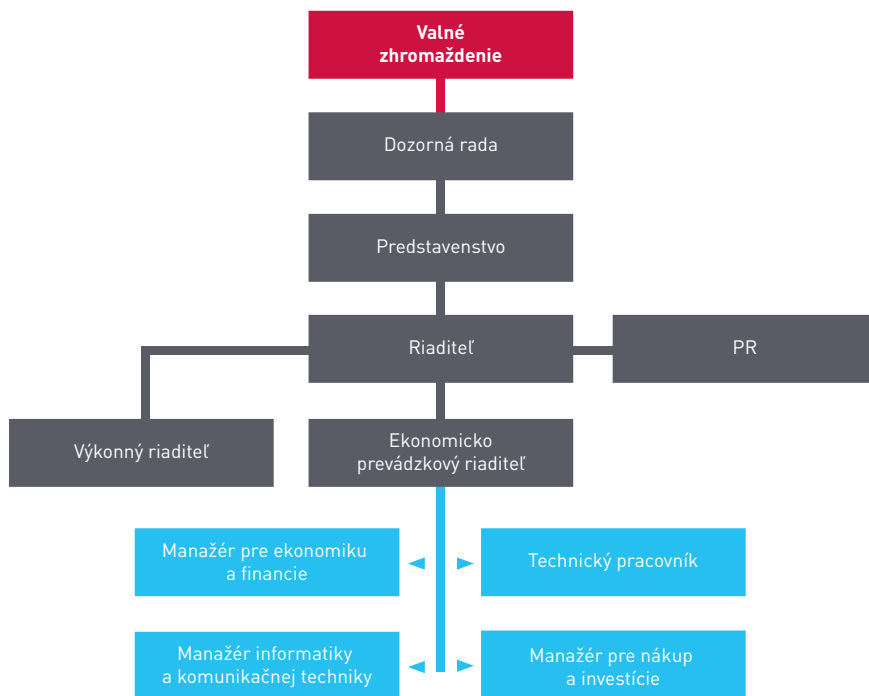 Valné
zhromaždenie
Dozorná rada
Predstavenstvo
Riaditeľ
PR
Výkonný riaditeľ
Ekonomicko
prevádzkový riaditeľ
Manažér pre ekonomiku
a financie
Technický pracovník
Manažér informatiky
a komunikačnej techniky
Manažér pre nákup
a investície